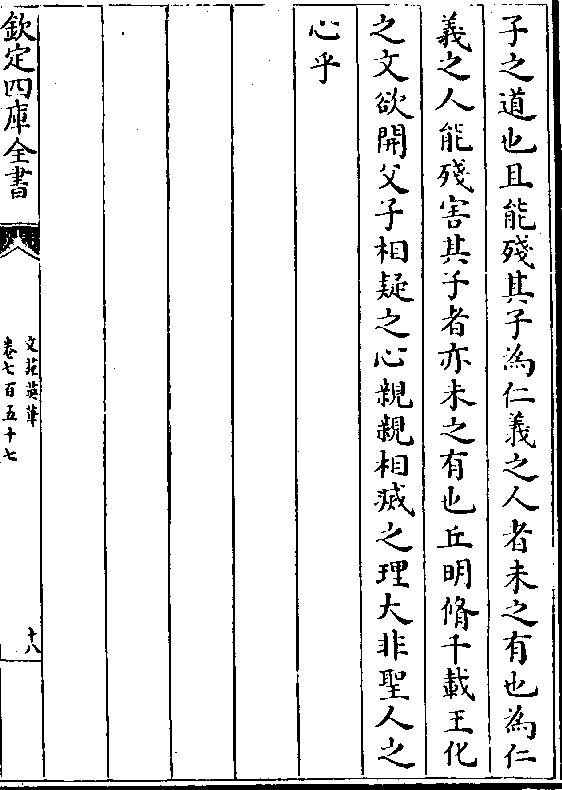 子之道也且能殘其子為仁義之人者未之有也為仁
義之人能殘害其子者亦未之有也丘明脩千載王化
之文欲開父子相疑之心親親相烕之理大非聖人之
心乎
欽定四庫全書
文苑英華
卷七百五十七
十八